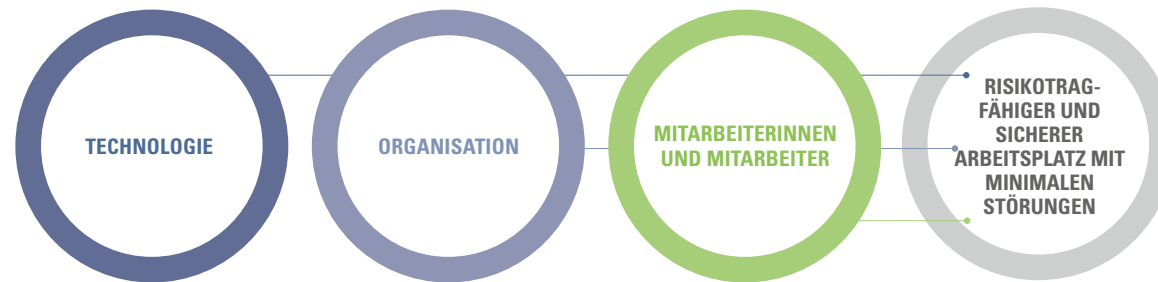 TECHNOLOGIE
ORGANISATION
MITARBEITERINNEN
UND MITARBEITER
RISIKOTRAG-
FÄHIGER UND
SICHERER
ARBEITSPLATZ MIT
MINIMALEN
STÖRUNGEN